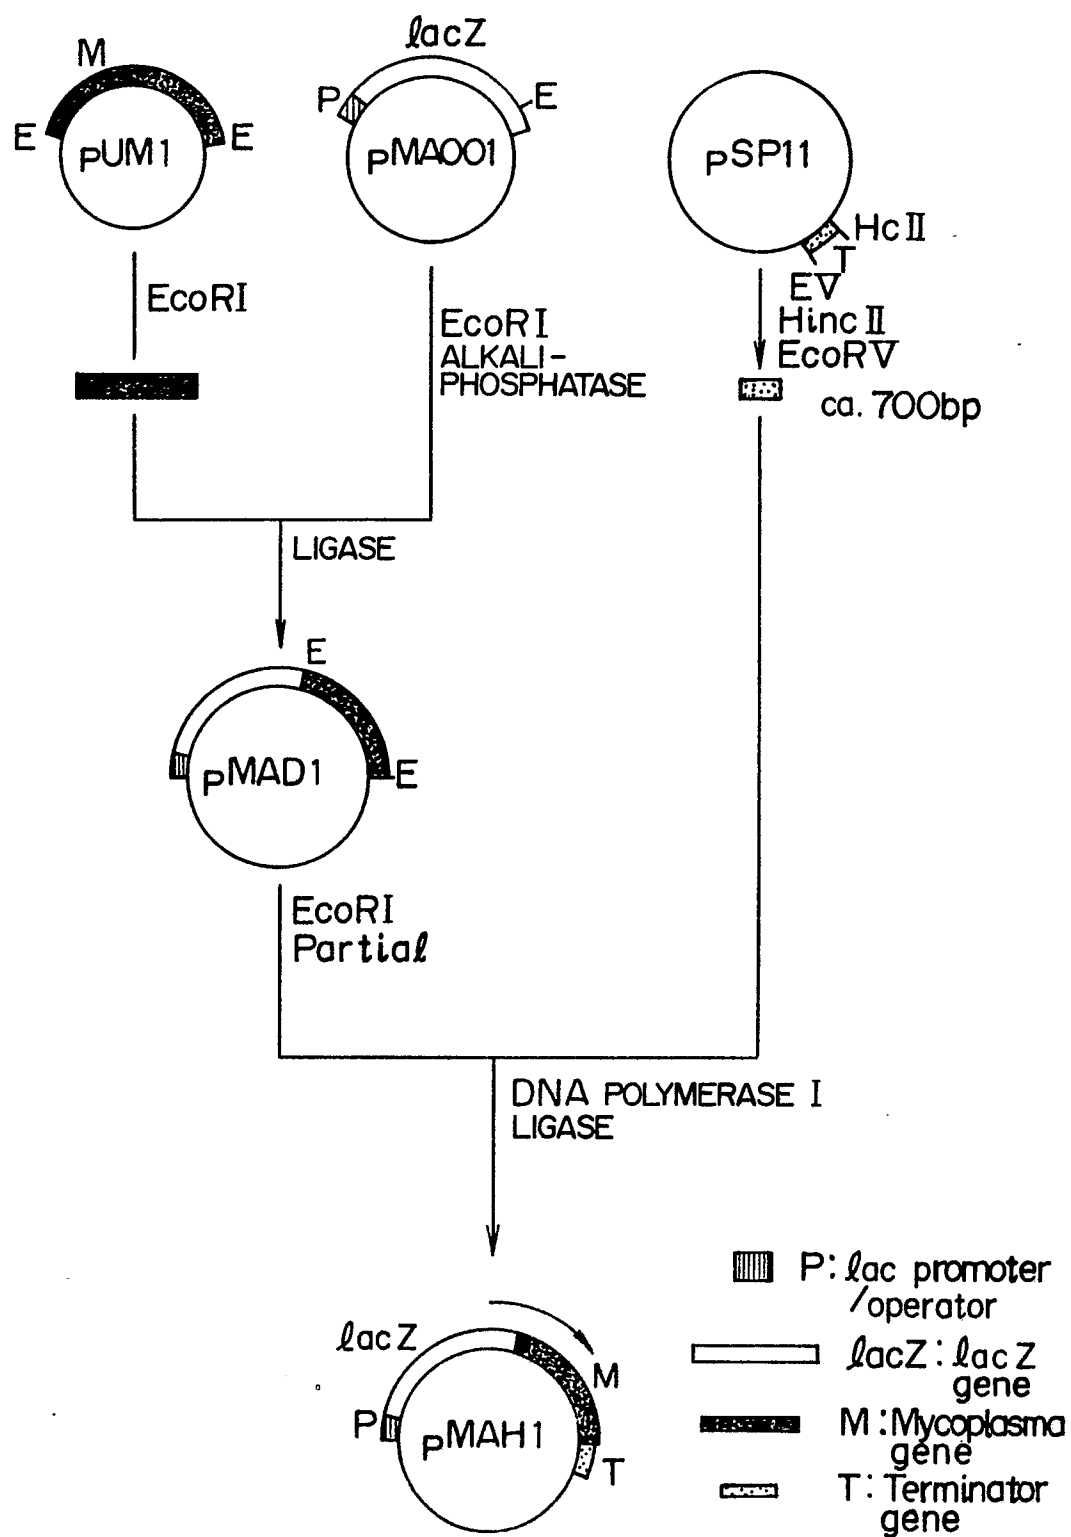 M
E
E
pUM1
lacZ
P
E
pMA001
pSP11
HcII
T
EV
EcoRI
EcoRI
ALKALI-
PHOSPHATASE
HincII
EcoRV
ca. 700bp
LIGASE
E
E
pMAD1
EcoRI
Partial
DNA POLYMERASE I
LIGASE
lacZ
M
P
pMAH1
T
P: lac promoter
/operator
lacZ: lacZ
gene
M: Mycoplasma
gene
T: Terminator
gene